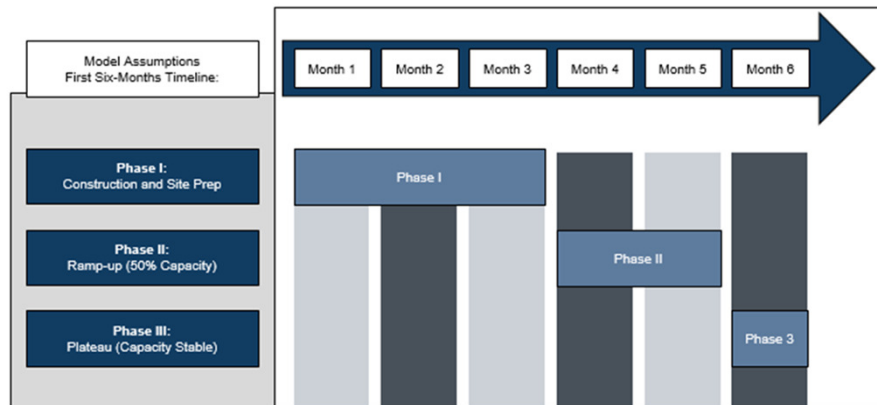 Model Assumptions
First Six-Months Timeline:
Month 1
Month 2
Month 3
Month 4
Month 5
Month 6
Phase I:
Construction and Site Prep
Phase I
Phase II:
Ramp-up (50% Capacity)
Phase II
Phase III:
Plateau (Capacity Stable)
Phase 3